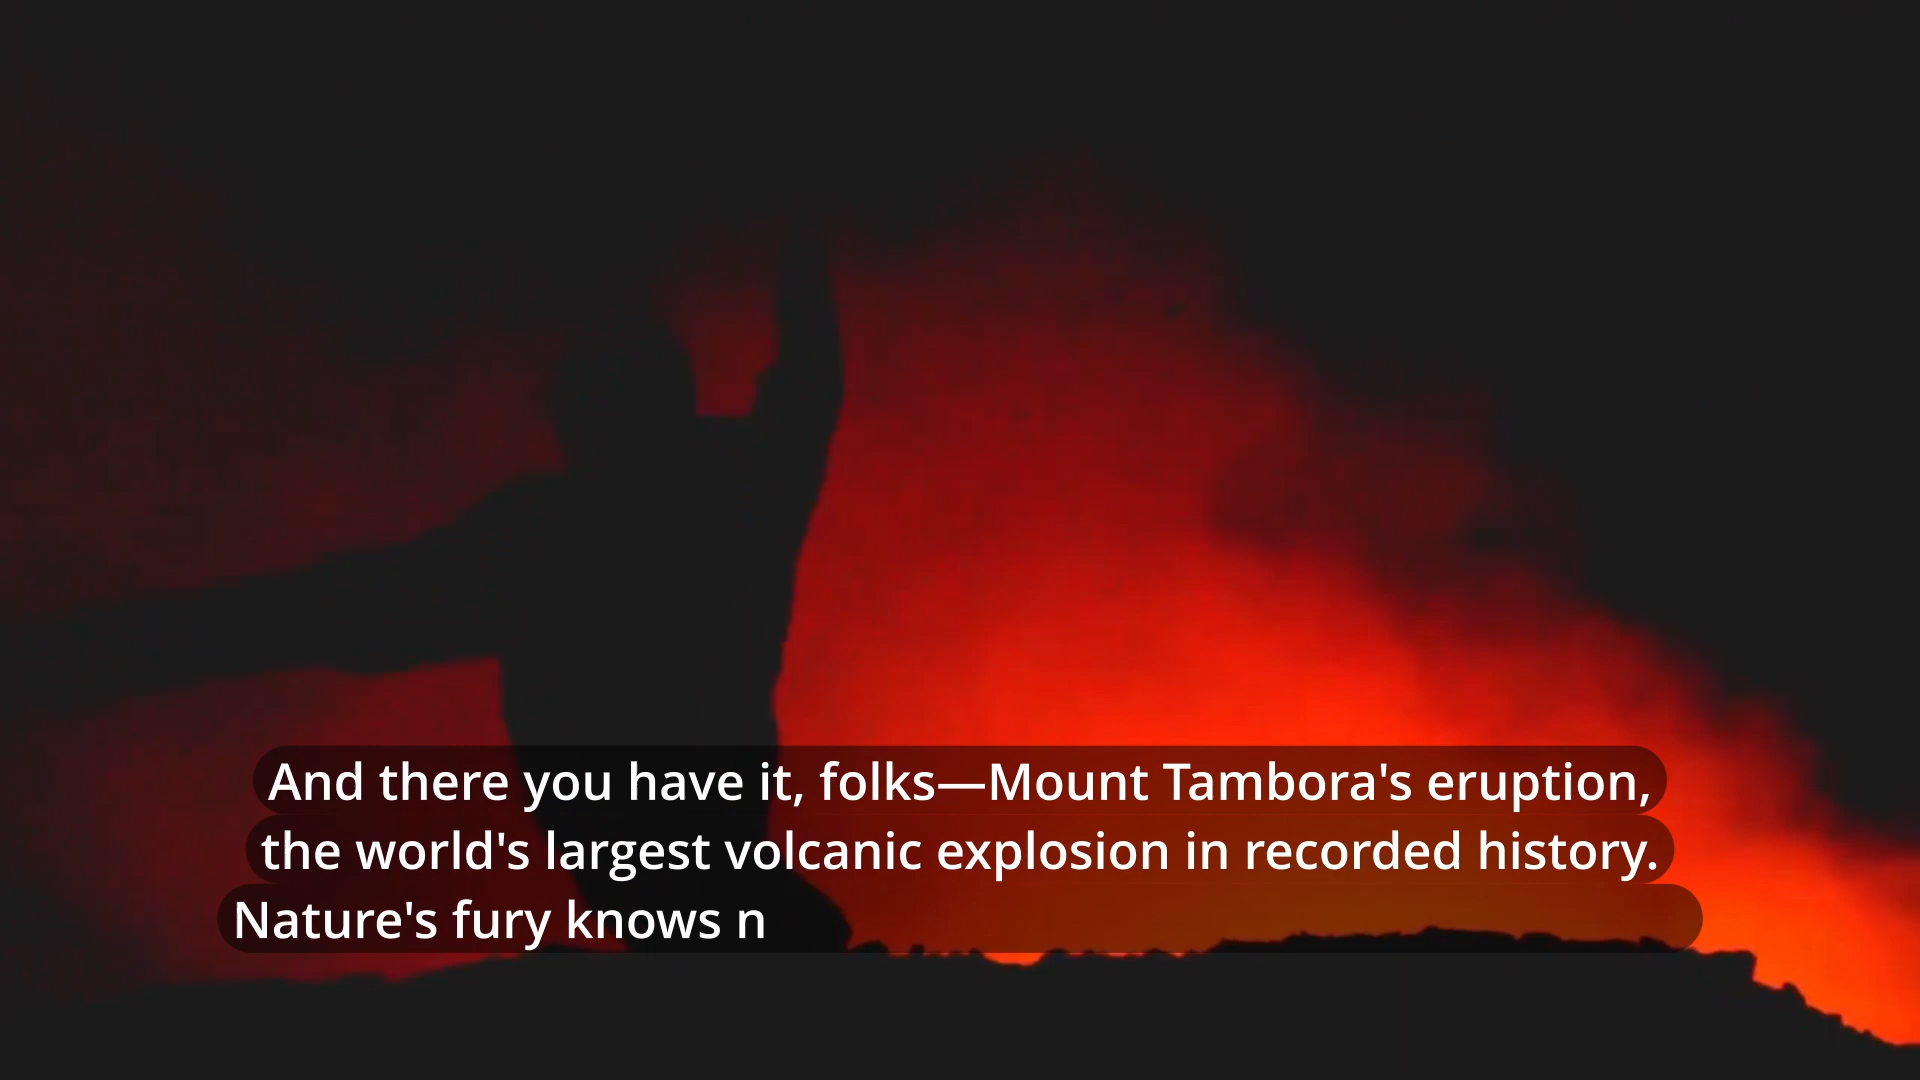 And there you have it, folks—Mount Tambora's eruption,
the world's largest volcanic explosion in recorded history.
Nature's fury knows n